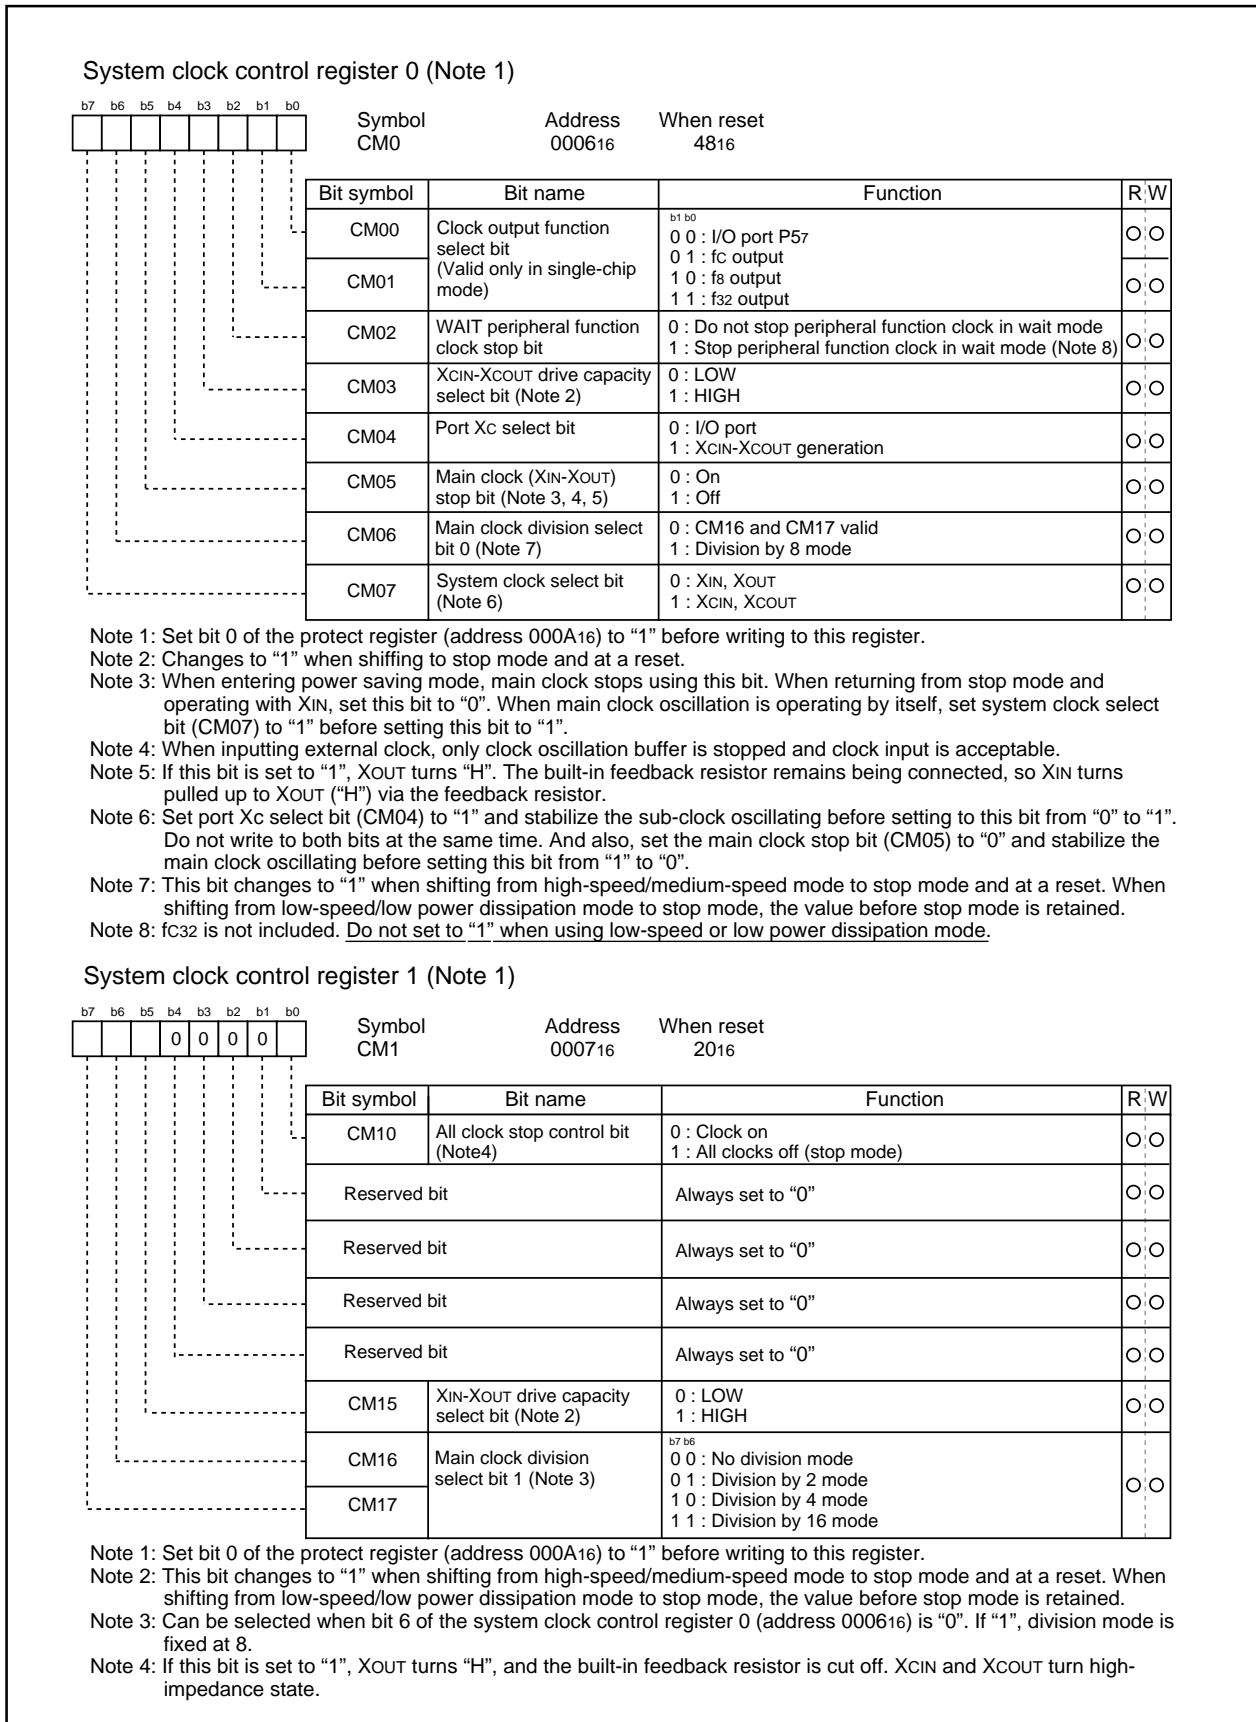 System clock control register 0 (Note 1)
b7 b6 b5 b4 b3 b2 b1 b0
Symbol Address When reset
CM0 000616 4816
Bit symbol Bit name Function R W
CM00 Clock output function select bit (Valid only in single-chip mode)
b1 b0
0 0 : I/O port P57
0 1 : fC output
CM01 1 0 : f8 output
1 1 : f32 output
CM02 WAIT peripheral function 0 : Do not stop peripheral function clock in wait mode
clock stop bit 1 : Stop peripheral function clock in wait mode (Note 8)
CM03 XCIN-XCOUT drive capacity 0 : LOW
select bit (Note 2) 1 : HIGH
CM04 Port XC select bit 0 : I/O port
1 : XCIN-XCOUT generation
CM05 Main clock (XIN-XOUT) 0 : On
stop bit (Note 3, 4, 5) 1 : Off
CM06 Main clock division select 0 : CM16 and CM17 valid
bit 0 (Note 7) 1 : Division by 8 mode
CM07 System clock select bit 0 : XIN, XOUT
(Note 6) 1 : XCIN, XCOUT
Note 1: Set bit 0 of the protect register (address 000A16) to “1” before writing to this register.
Note 2: Changes to “1” when shiffing to stop mode and at a reset.
Note 3: When entering power saving mode, main clock stops using this bit. When returning from stop mode and
operating with XIN, set this bit to “0”. When main clock oscillation is operating by itself, set system clock select
bit (CM07) to “1” before setting this bit to “1”.
Note 4: When inputting external clock, only clock oscillation buffer is stopped and clock input is acceptable.
Note 5: If this bit is set to “1”, XOUT turns “H”. The built-in feedback resistor remains being connected, so XIN turns
pulled up to XOUT (“H”) via the feedback resistor.
Note 6: Set port Xc select bit (CM04) to “1” and stabilize the sub-clock oscillating before setting to this bit from “0” to “1”.
Do not write to both bits at the same time. And also, set the main clock stop bit (CM05) to “0” and stabilize the
main clock oscillating before setting this bit from “1” to “0”.
Note 7: This bit changes to “1” when shifting from high-speed/medium-speed mode to stop mode and at a reset. When
shifting from low-speed/low power dissipation mode to stop mode, the value before stop mode is retained.
Note 8: fC32 is not included. Do not set to “1” when using low-speed or low power dissipation mode.
System clock control register 1 (Note 1)
b7 b6 b5 b4 b3 b2 b1 b0
0 0 0 0
Symbol Address When reset
CM1 000716 2016
Bit symbol Bit name Function R W
CM10 All clock stop control bit 0 : Clock on
(Note4) 1 : All clocks off (stop mode)
Reserved bit Always set to “0”
Reserved bit Always set to “0”
Reserved bit Always set to “0”
Reserved bit Always set to “0”
CM15 XIN-XOUT drive capacity 0 : LOW
select bit (Note 2) 1 : HIGH
b7 b6
CM16 Main clock division 0 0 : No division mode
select bit 1 (Note 3) 0 1 : Division by 2 mode
CM17 1 0 : Division by 4 mode
1 1 : Division by 16 mode
Note 1: Set bit 0 of the protect register (address 000A16) to “1” before writing to this register.
Note 2: This bit changes to “1” when shifting from high-speed/medium-speed mode to stop mode and at a reset. When
shifting from low-speed/low power dissipation mode to stop mode, the value before stop mode is retained.
Note 3: Can be selected when bit 6 of the system clock control register 0 (address 000616) is “0”. If “1”, division mode is
fixed at 8.
Note 4: If this bit is set to “1”, XOUT turns “H”, and the built-in feedback resistor is cut off. XCIN and XCOUT turn high-
impedance state.